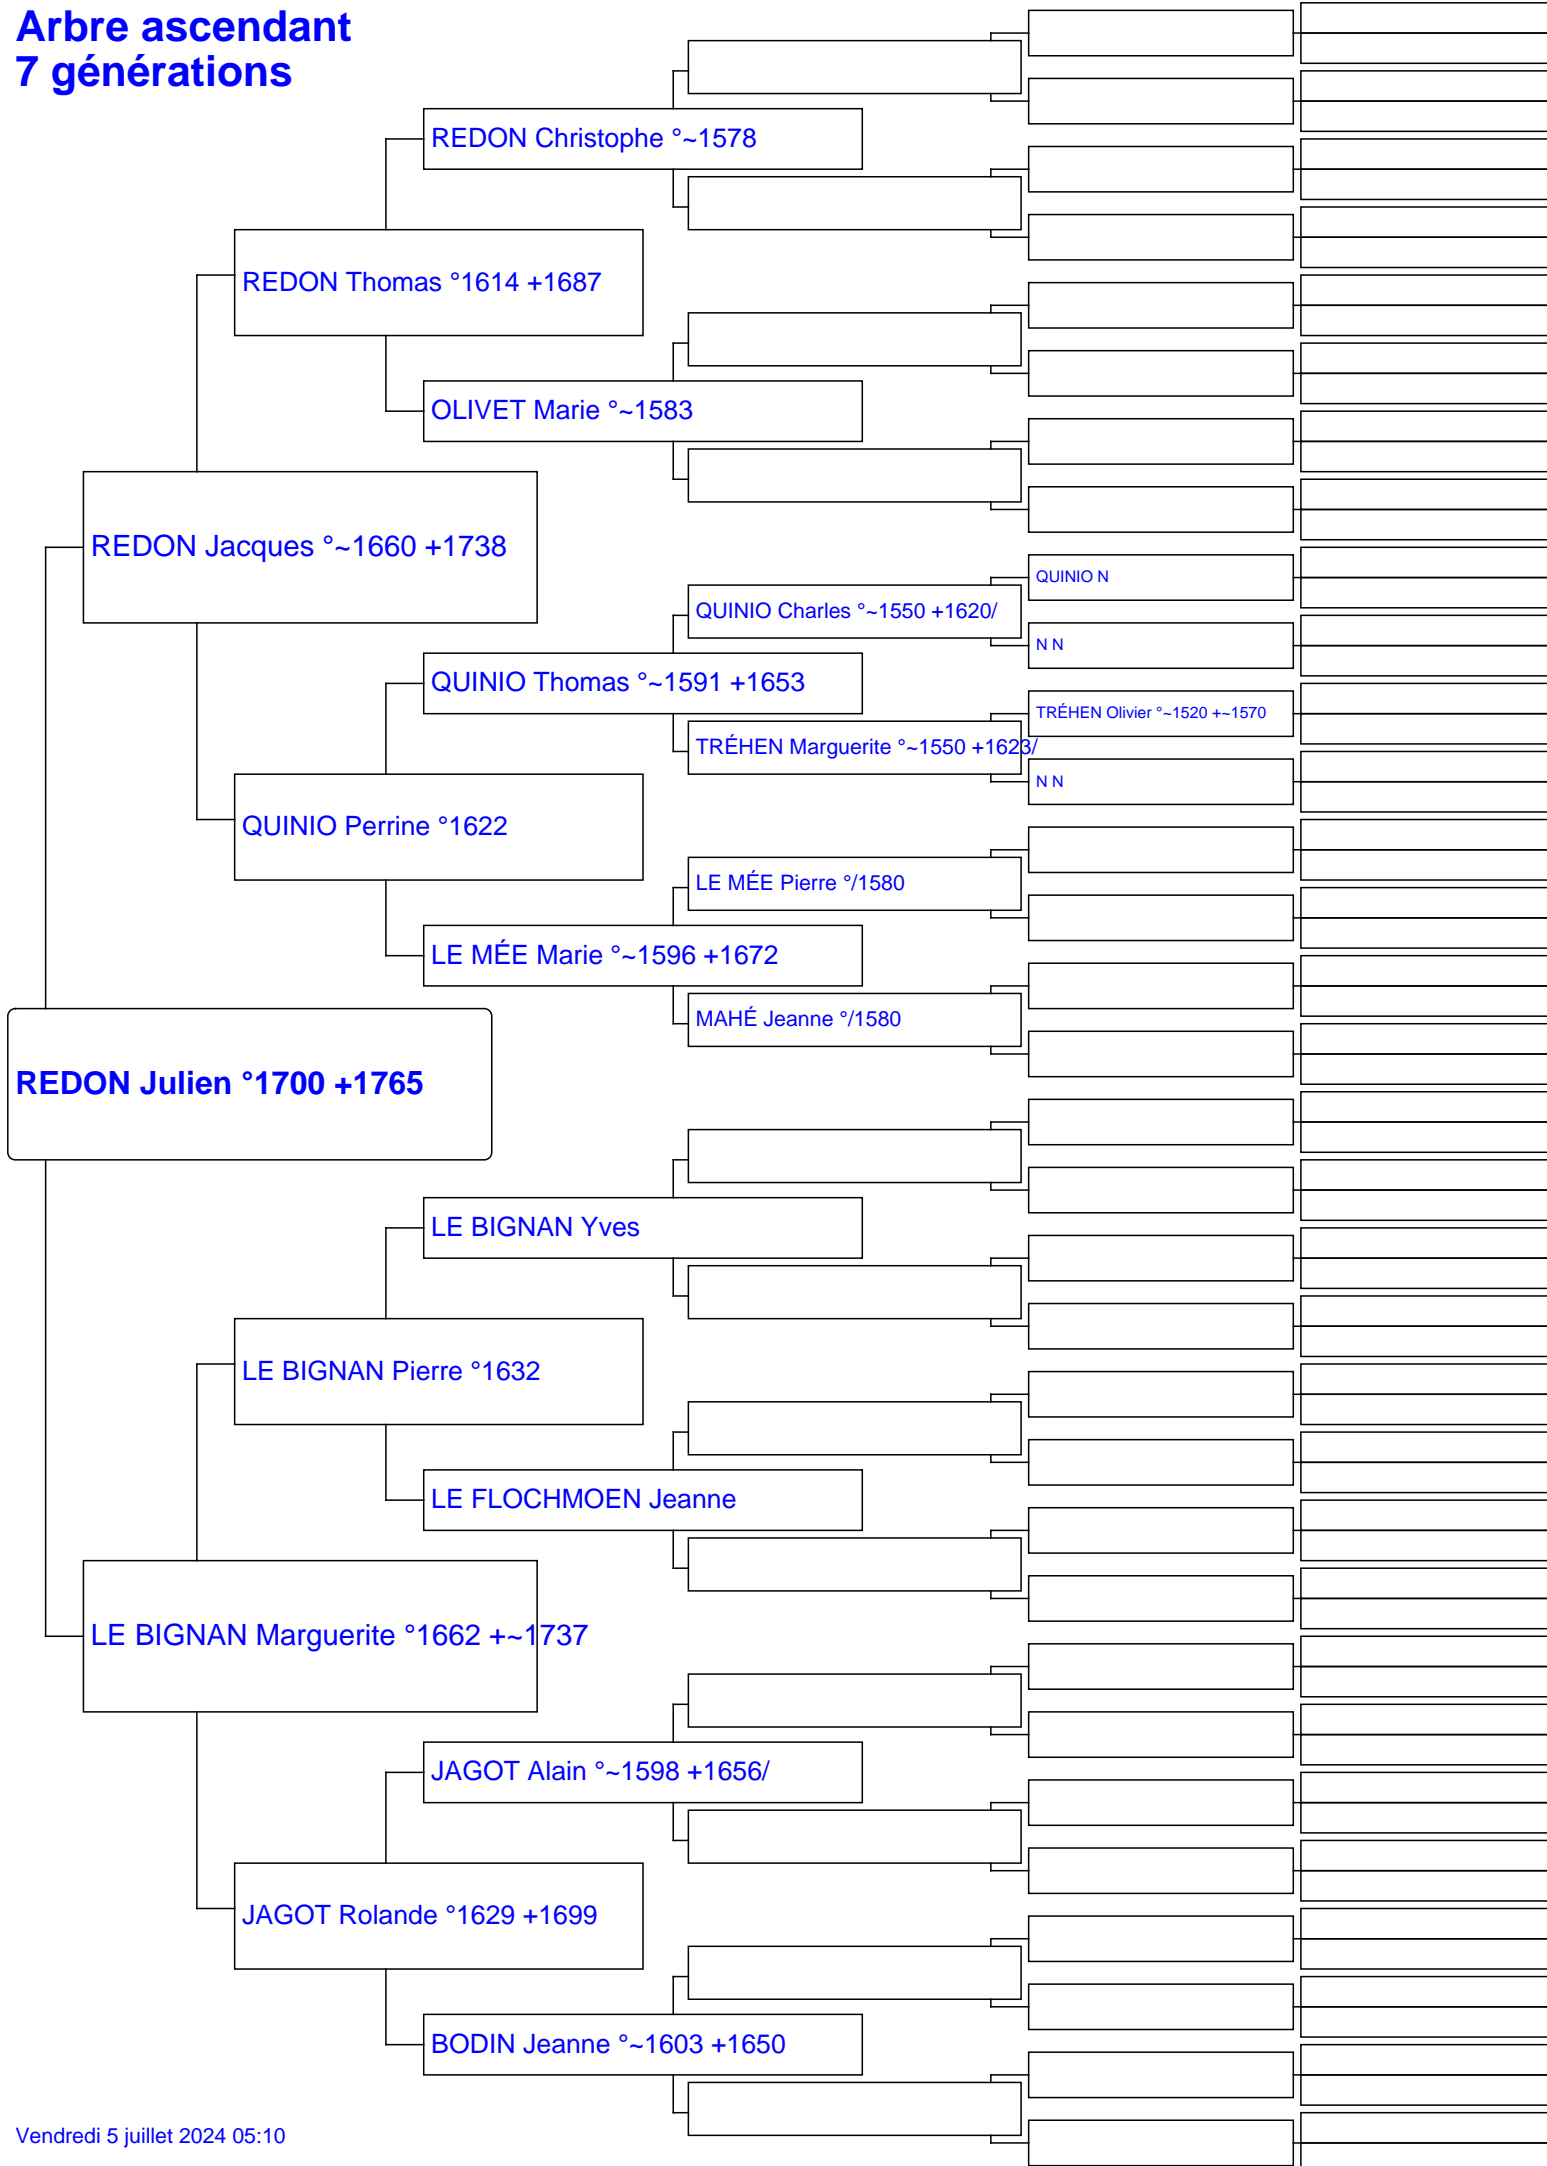 Arbre ascendant
7 générations
REDON Christophe °~1578
REDON Thomas °1614 +1687
OLIVET Marie °~1583
REDON Jacques °~1660 +1738
QUINIO N
QUINIO Charles °~1550 +1620/
N N
QUINIO Thomas °~1591 +1653
TRÉHEN Olivier °~1520 +~1570
TRÉHEN Marguerite °~1550 +1623/
N N
QUINIO Perrine °1622
LE MÉE Pierre °/1580
LE MÉE Marie °~1596 +1672
MAHÉ Jeanne °/1580
REDON Julien °1700 +1765
LE BIGNAN Yves
LE BIGNAN Pierre °1632
LE FLOCHMOEN Jeanne
LE BIGNAN Marguerite °1662 +~1737
JAGOT Alain °~1598 +1656/
JAGOT Rolande °1629 +1699
BODIN Jeanne °~1603 +1650
Vendredi 5 juillet 2024 05:10